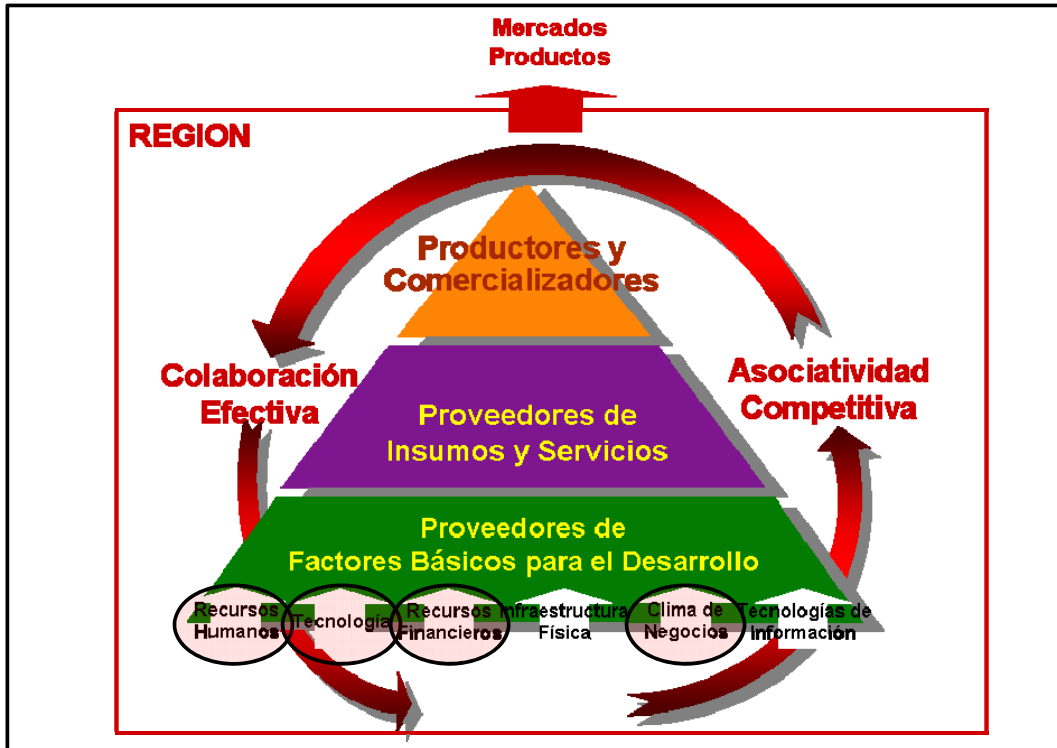 Mercados
Productos
REGION
Productores y
Comercializadores
Colaboración
Efectiva
Asociatividad
Competitiva
Proveedores de
Insumos y Servicios
Proveedores de
Factores Básicos para el Desarrollo
Recursos
Humanos
Tecnología
Recursos
Financieros
Infraestructura
Física
Clima de
Negocios
Tecnologías de
Información